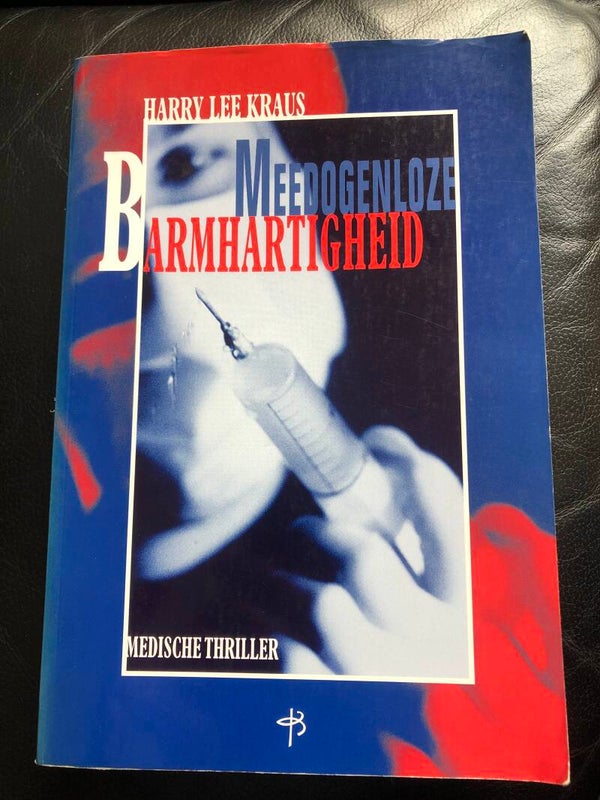 HARRY LEE KRAUS
MEEDOGENLOZE
BARMHARTIGHEID
MEDISCHE THRILLER